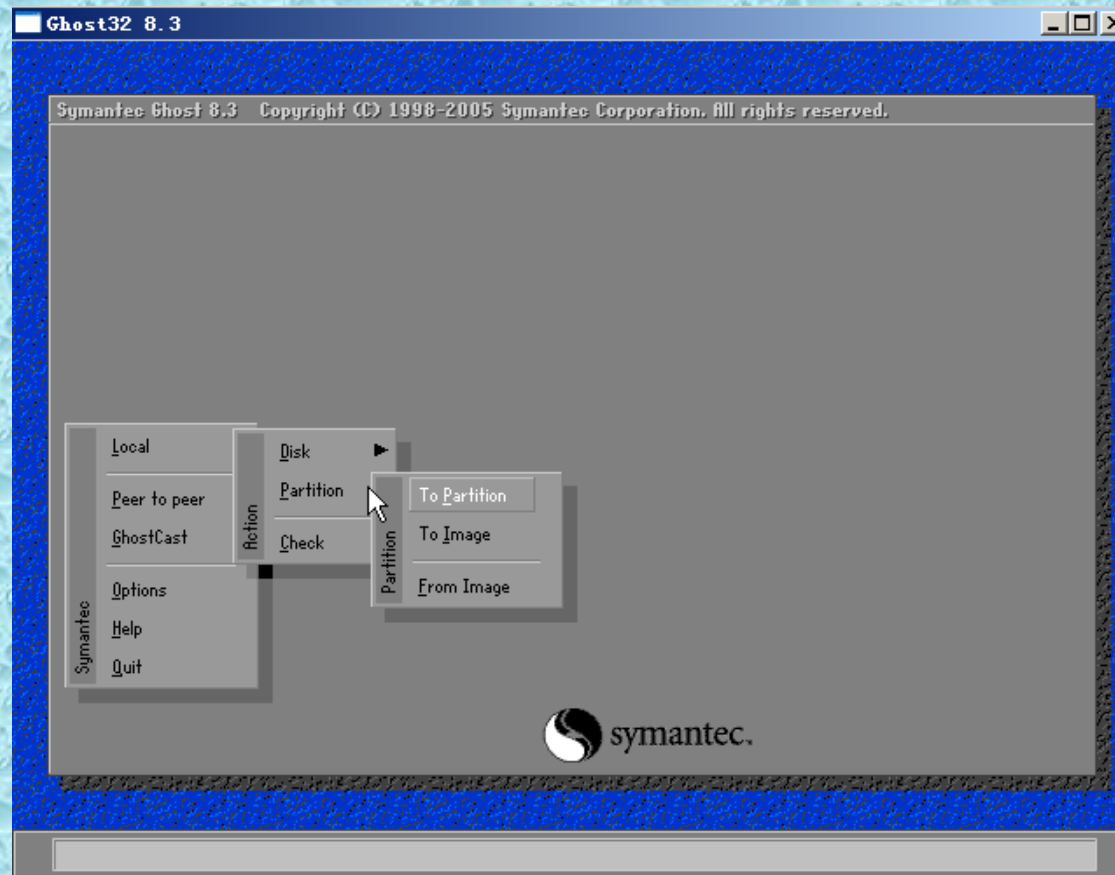 Ghost32 8.3
Symantec Ghost 8.3 Copyright (C) 1998-2005 Symantec Corporation. All rights reserved.
Symantec
Local
Peer to peer
GhostCast
Options
Help
Quit
Action
Disk
Partition
Check
Partition
To Partition
To Image
From Image
symantec.